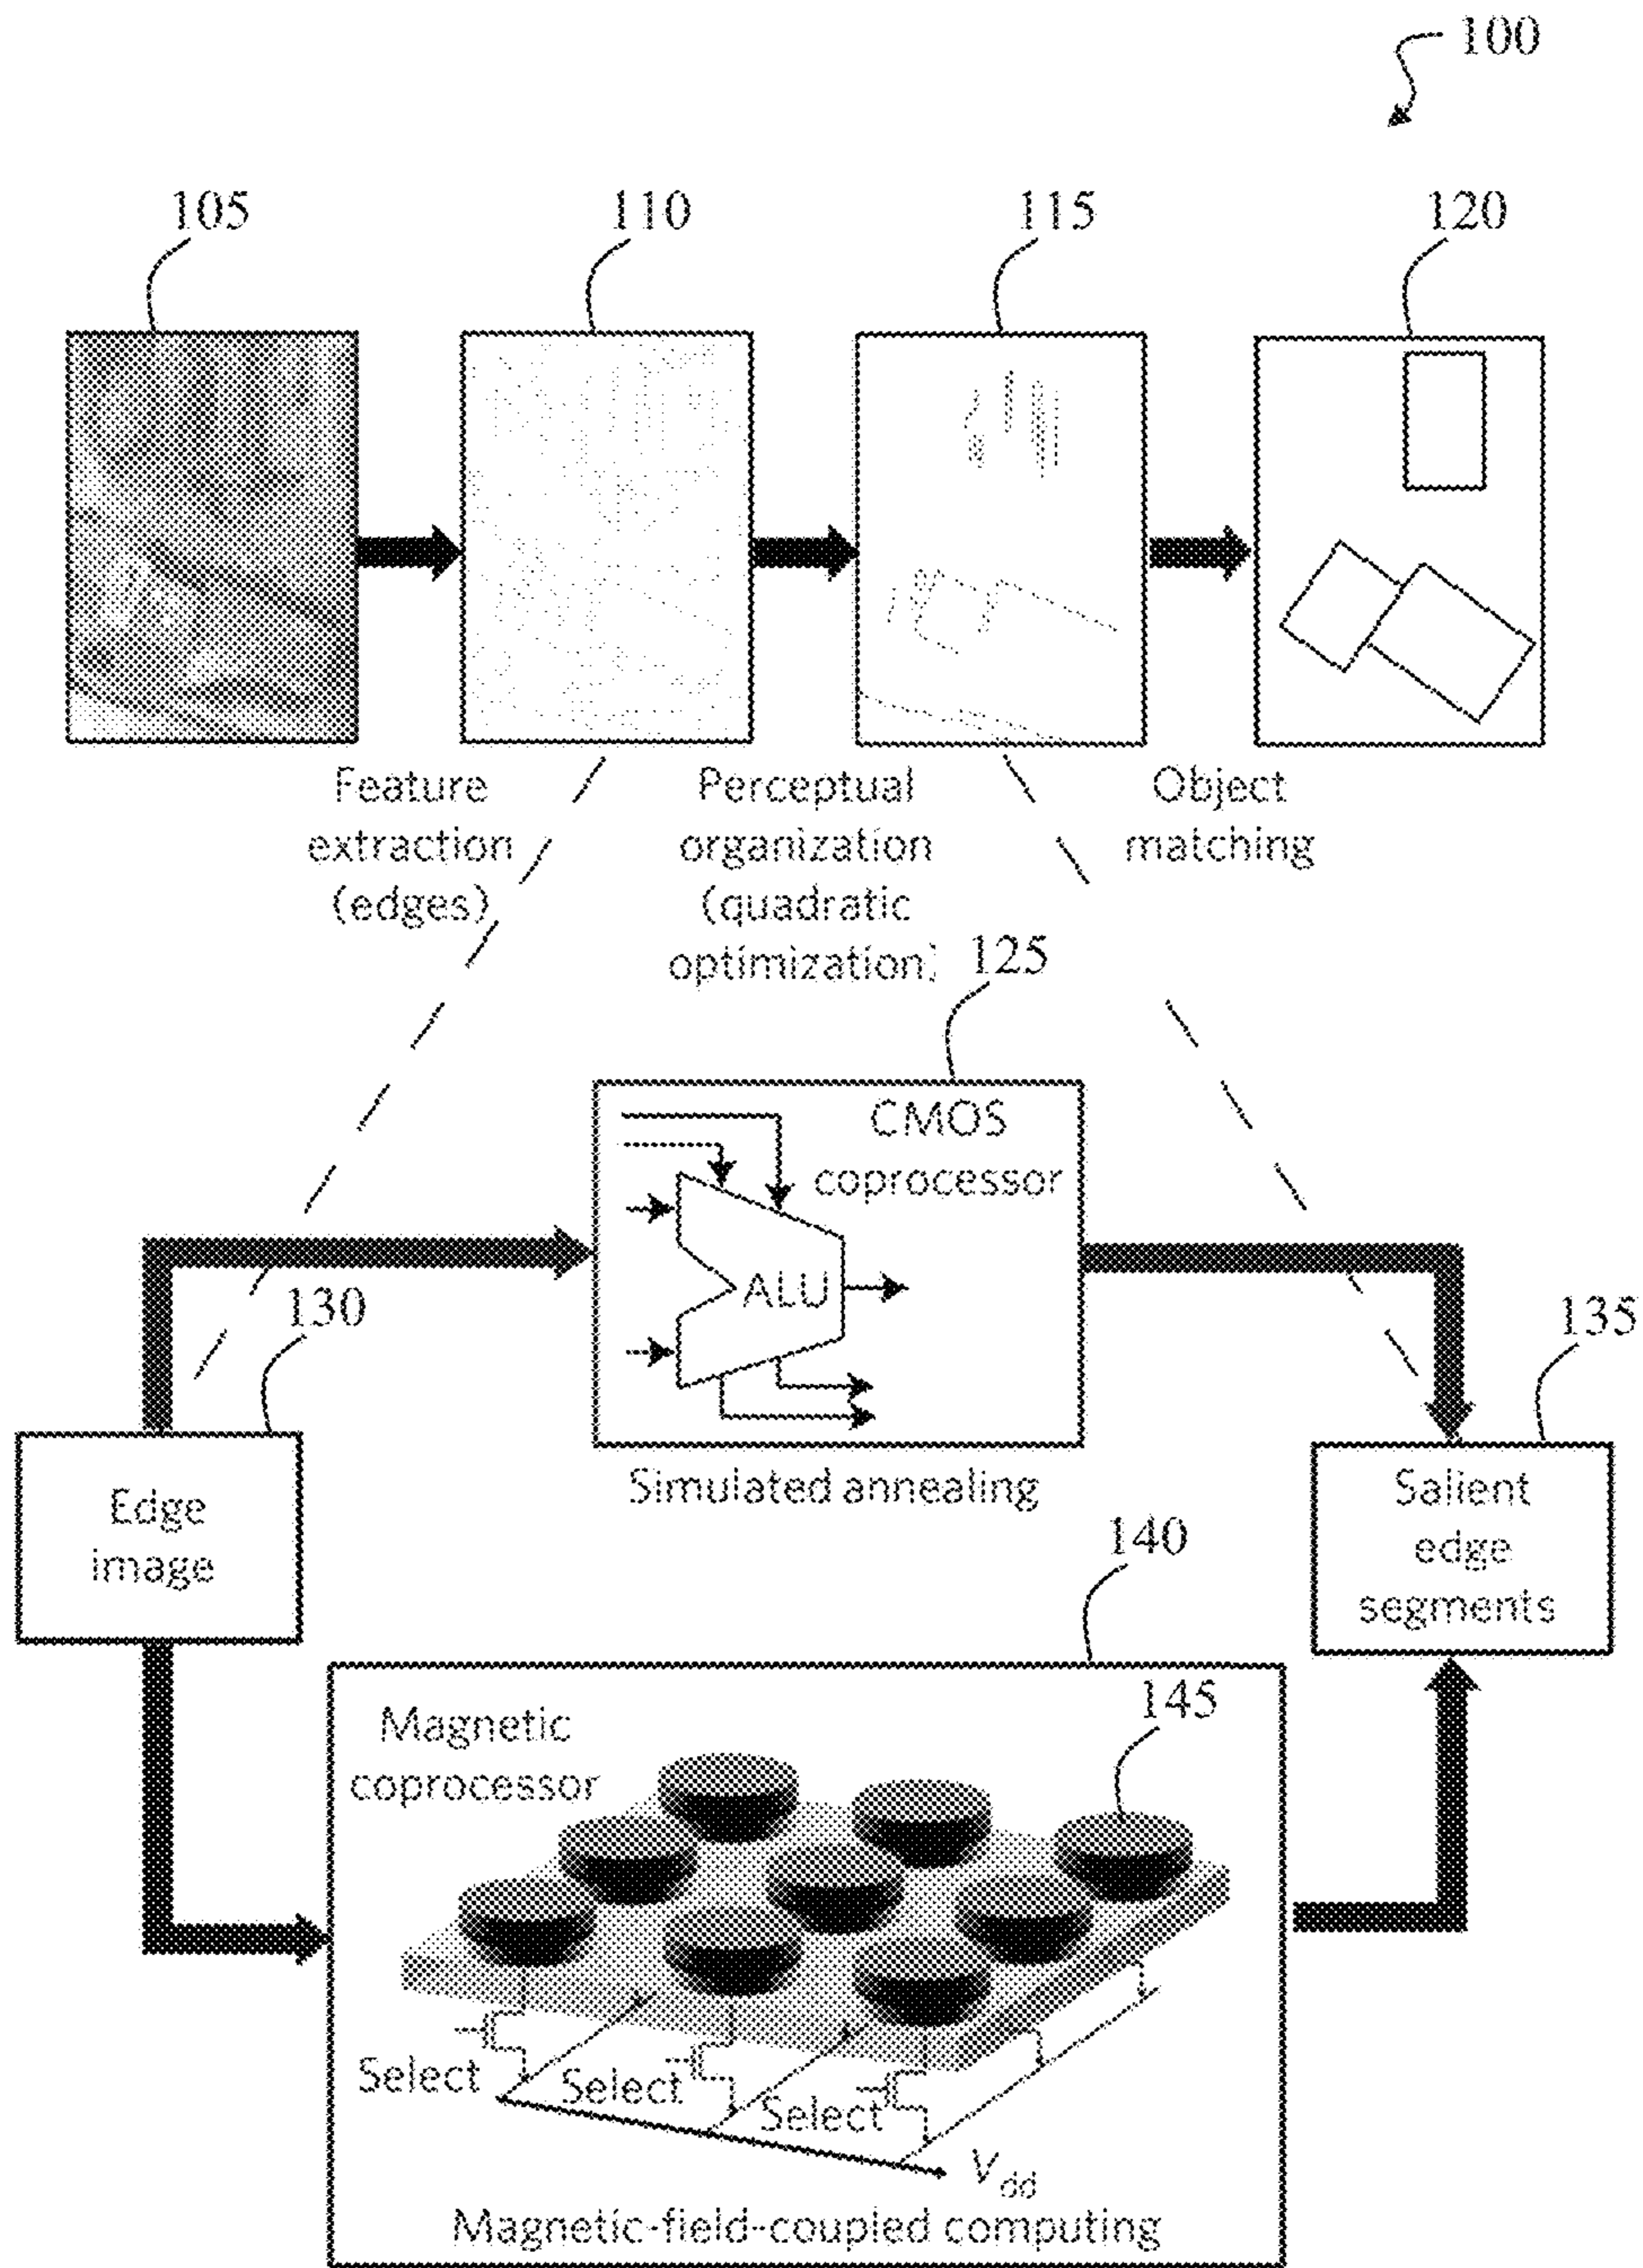 100
105
110
115
120
Feature
extraction
(edges)
Perceptual
organization
(quadratic
optimization)
Object
matching
125
CMOS
coprocessor
ALU
Simulated annealing
130
Edge
image
135
Salient
edge
segments
140
145
Magnetic
coprocessor
Select
Select
Select
Vdd
Magnetic-field-coupled computing